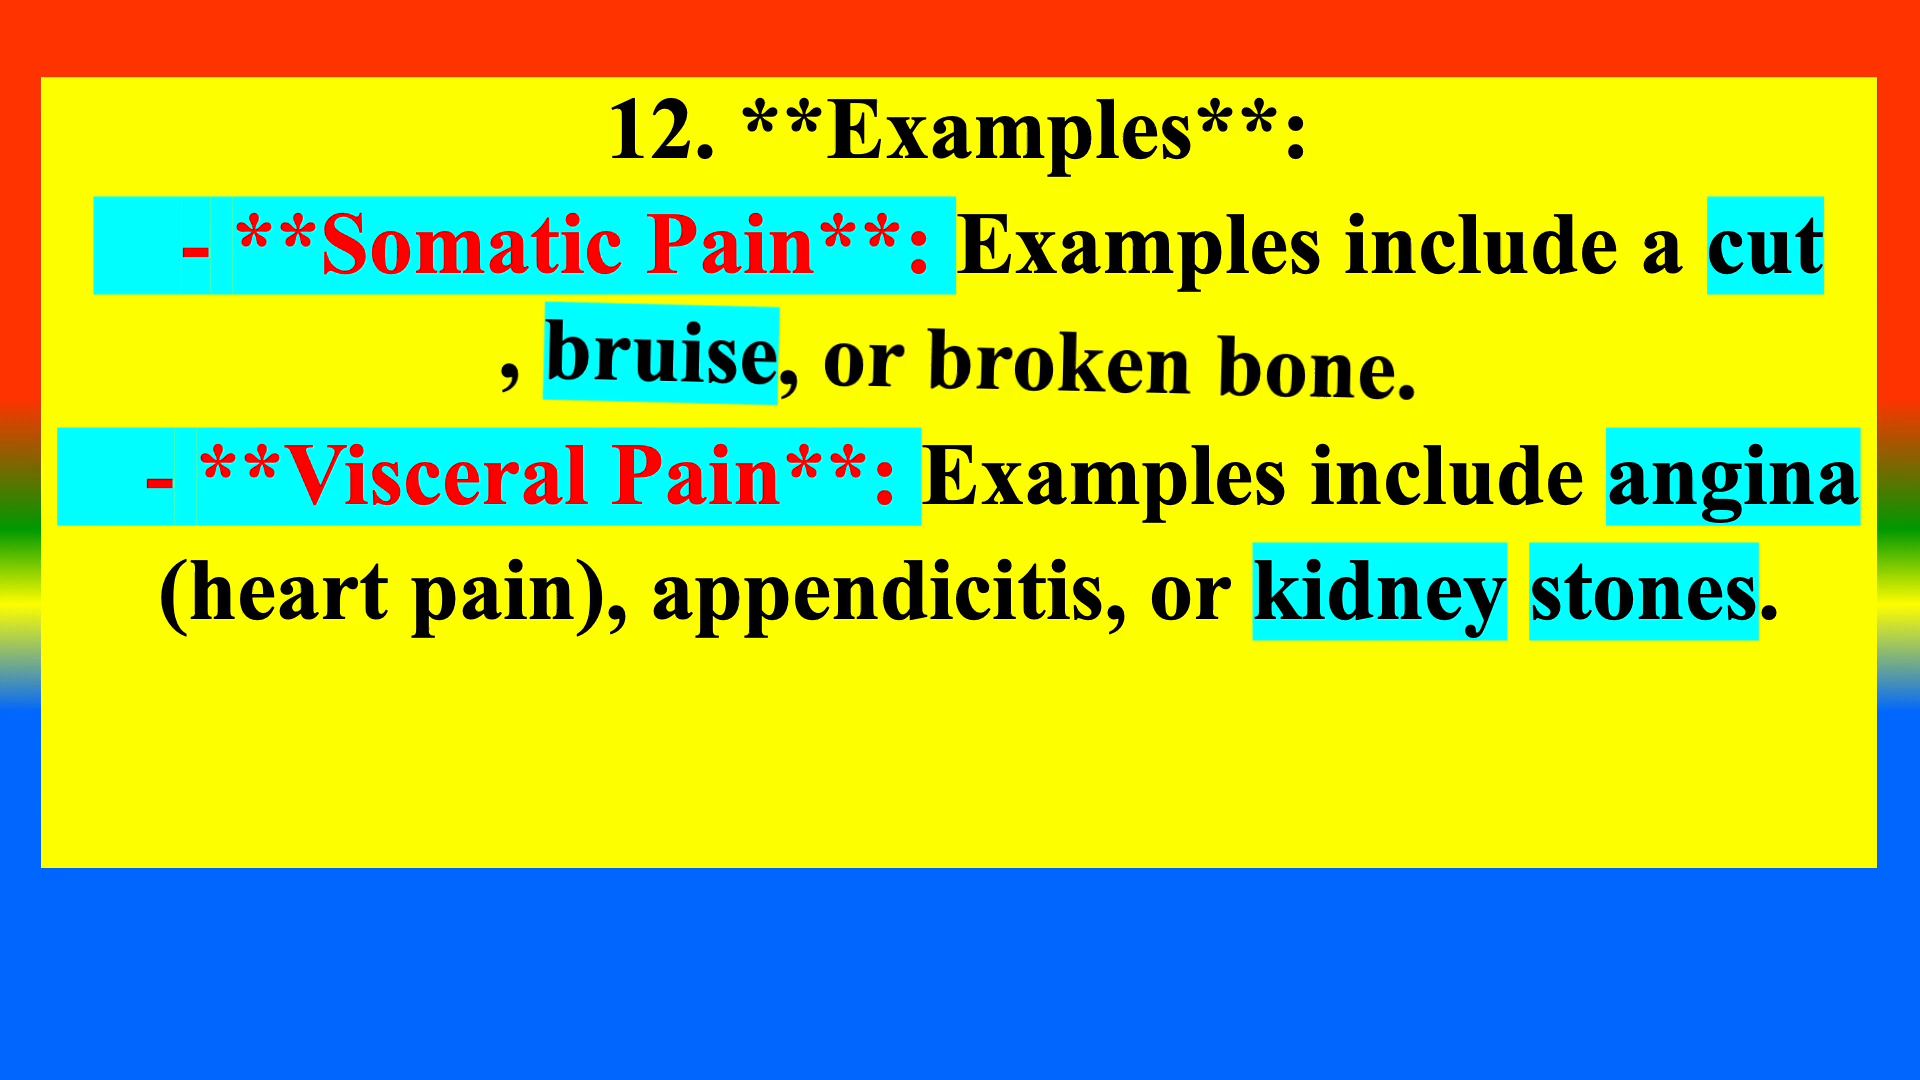 12. **Examples**:
- **Somatic Pain**: Examples include a cut
, bruise, or broken bone.
- **Visceral Pain**: Examples include angina
(heart pain), appendicitis, or kidney stones.